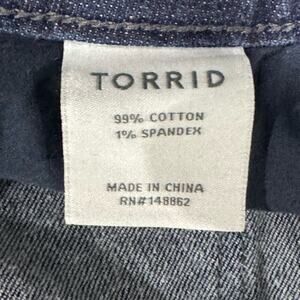 TORRID
99% COTTON
1% SPANDEX
MADE IN CHINA
RN#148862